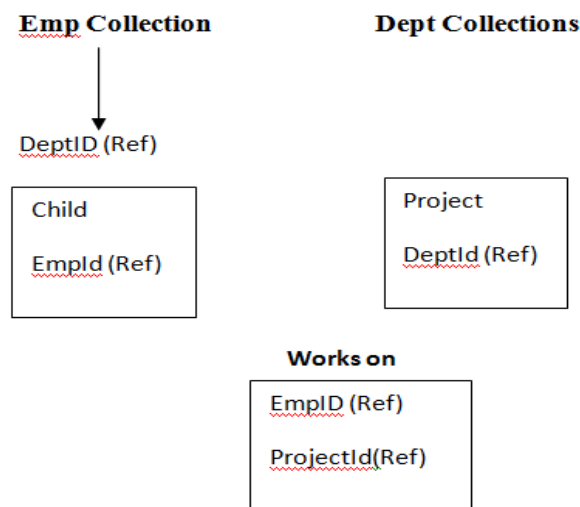 Emp Collection
Dept Collections
DeptID (Ref)
Child
EmpId (Ref)
Project
DeptId (Ref)
Works on
EmpID (Ref)
ProjectId(Ref)